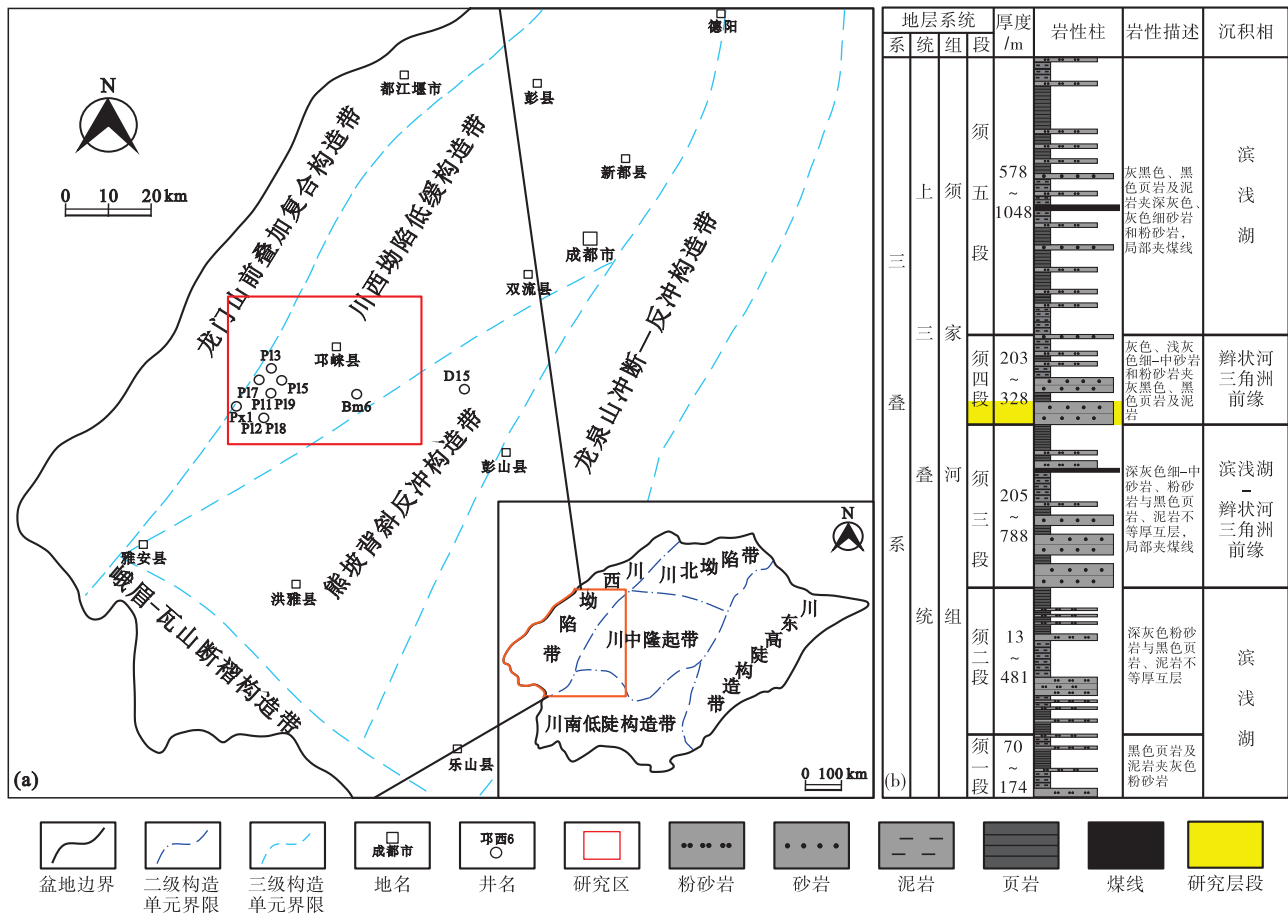 N
0 10 20 km
德阳
都江堰市
彭县
新都县
成都市
双流县
邛崃县
彭山县
雅安县
洪雅县
乐山县
龙门山前叠加复合构造带
川西坳陷低缓构造带
龙泉山冲断—反冲构造带
熊坡背斜反冲构造带
峨眉-瓦山断褶构造带
Pl3
Pl7
Pl5
Pl1 Pl9
Px1
Pl2 Pl8
Bm6
D15
(a)
N
川西坳陷带
川北坳陷带
川中隆起带
川东高陡构造带
川南低陡构造带
0 100 km
(b)
地层系统
厚度
/m
岩性柱
岩性描述
沉积相
系
统
组
段
三叠系
上三叠统
须家河组
须五段
578
~
1048
灰黑色、黑
色页岩及泥
岩夹深灰色、
灰色细砂岩
和粉砂岩,
局部夹煤线
滨浅湖
须四段
203
~
328
灰色、浅灰
色细-中砂岩
和粉砂岩夹
灰黑色、黑
色页岩及泥
岩
辫状河
三角洲
前缘
须三段
205
~
788
深灰色细-中
砂岩、粉砂
岩与黑色页
岩、泥岩不
等厚互层,
局部夹煤线
滨浅湖
-
辫状河
三角洲
前缘
须二段
13
~
481
深灰色粉砂
岩与黑色页
岩、泥岩不
等厚互层
滨浅湖
须一段
70
~
174
黑色页岩及
泥岩夹灰色
粉砂岩
盆地边界
二级构造
单元界限
三级构造
单元界限
成都市
地名
邛西6
井名
研究区
粉砂岩
砂岩
泥岩
页岩
煤线
研究层段